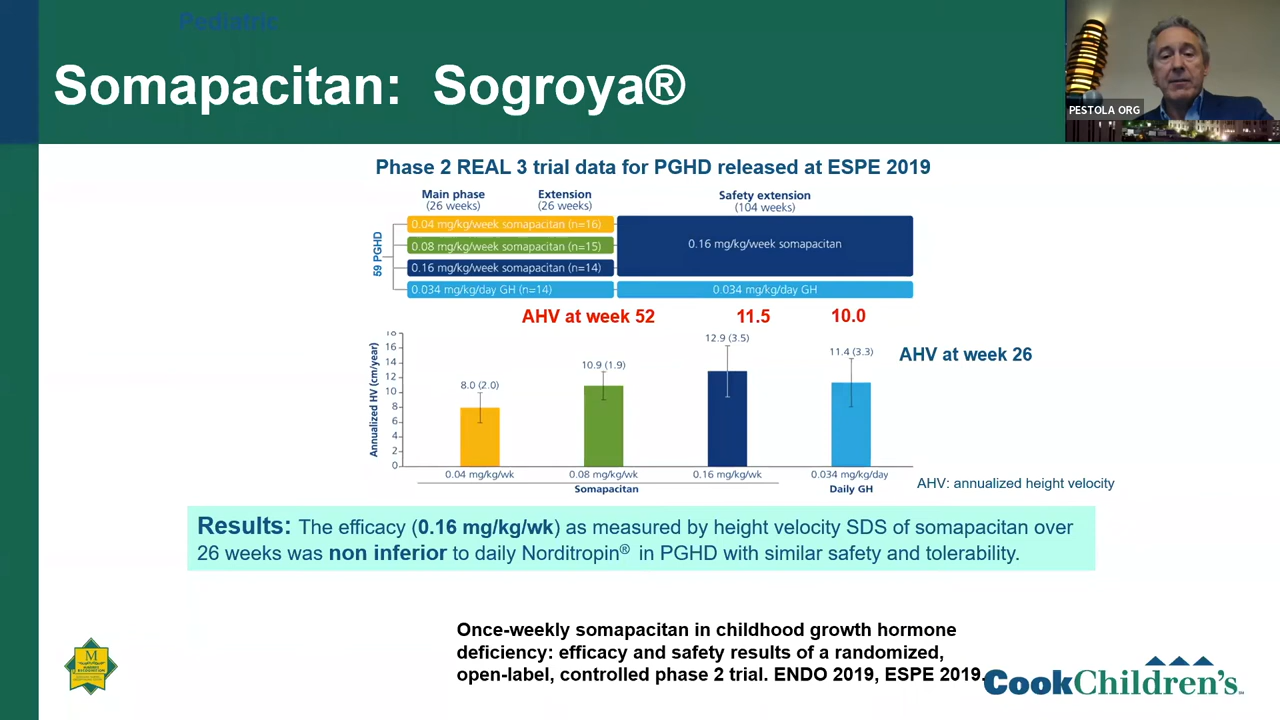 Pediatric
Somapacitan: Sogroya®
PESTOLA ORG
Phase 2 REAL 3 trial data for PGHD released at ESPE 2019
Main phase
(26 weeks)
Extension
(26 weeks)
Safety extension
(104 weeks)
59 PGHD
0.04 mg/kg/week somapacitan (n=16)
0.08 mg/kg/week somapacitan (n=15)
0.16 mg/kg/week somapacitan (n=14)
0.034 mg/kg/day GH (n=14)
0.16 mg/kg/week somapacitan
0.034 mg/kg/day GH
AHV at week 52 11.5 10.0
AHV at week 26
Annualized HV (cm/year)
18
16
14
12
10
8
6
4
2
0
8.0 (2.0)
10.9 (1.9)
12.9 (3.5)
11.4 (3.3)
0.04 mg/kg/wk 0.08 mg/kg/wk 0.16 mg/kg/wk 0.034 mg/kg/day
Somapacitan Daily GH
AHV: annualized height velocity
Results: The efficacy (0.16 mg/kg/wk) as measured by height velocity SDS of somapacitan over
26 weeks was non inferior to daily Norditropin® in PGHD with similar safety and tolerability.
Once-weekly somapacitan in childhood growth hormone
deficiency: efficacy and safety results of a randomized,
open-label, controlled phase 2 trial. ENDO 2019, ESPE 2019.
M
CookChildren's